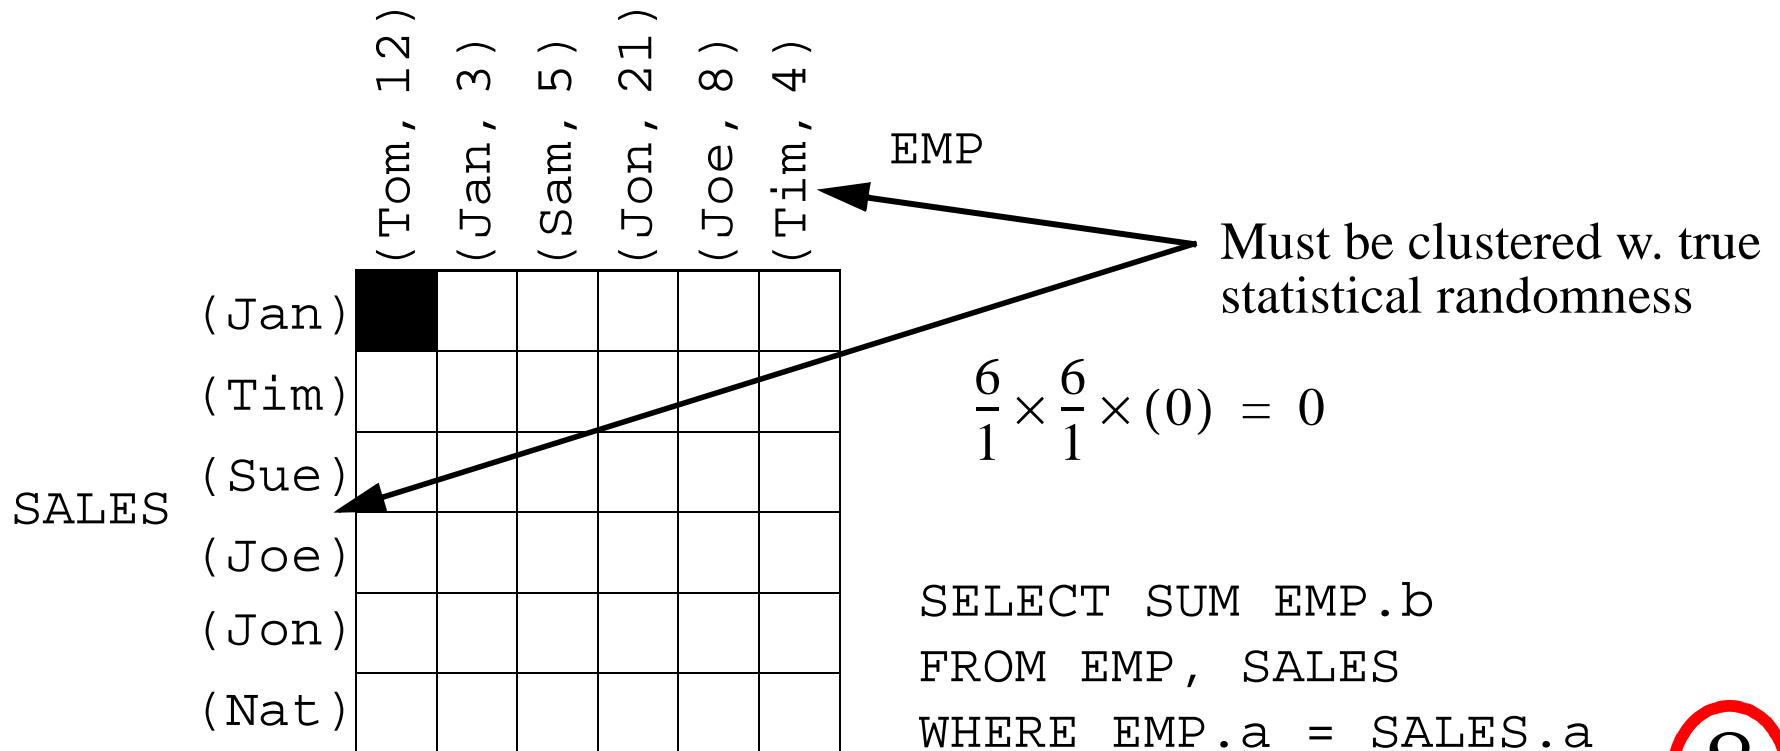 (Tom, 12)
(Jan, 3)
(Sam, 5)
(Jon, 21)
(Joe, 8)
(Tim, 4)
EMP
Must be clustered w. true
statistical randomness
(Jan)
(Tim)
(Sue)
(Joe)
(Jon)
(Nat)
SALES
6/1 × 6/1 × (0) = 0
SELECT SUM EMP.b
FROM EMP, SALES
WHERE EMP.a = SALES.a